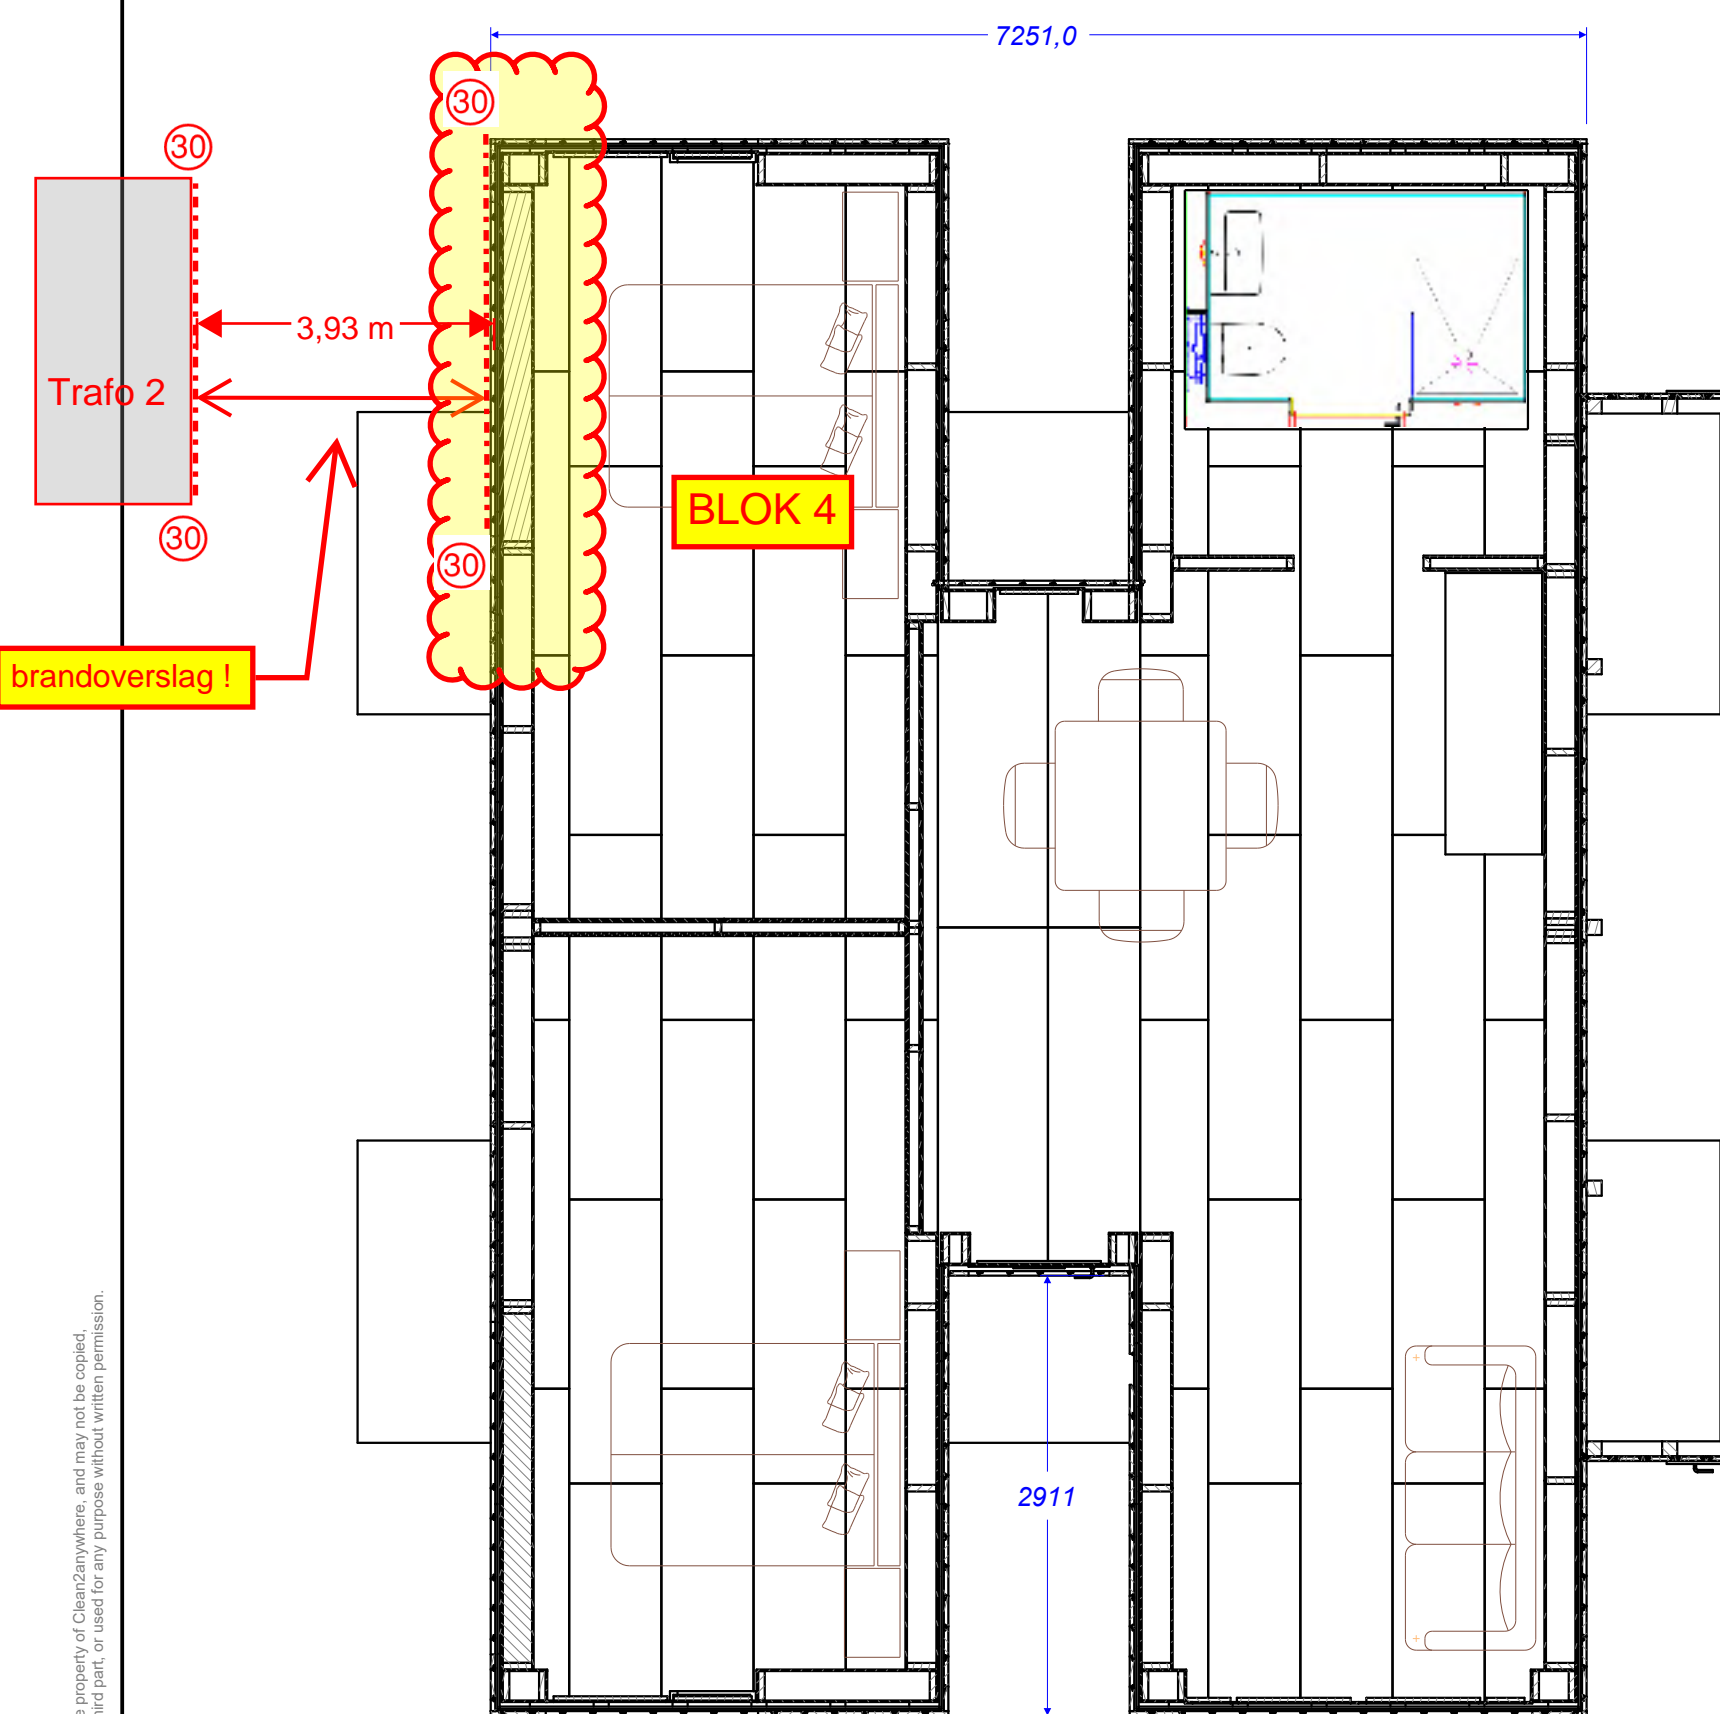 7251,0
30
30
3,93 m
Trafo 2
BLOK 4
30
30
brandoverslag !
2911
property of Clean2anywhere, and may not be copied,
part, or used for any purpose without written permission.